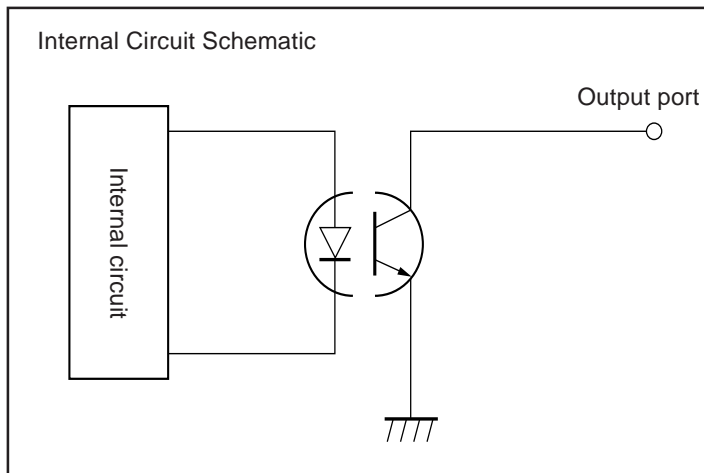 Internal Circuit Schematic
Output port
Internal circuit